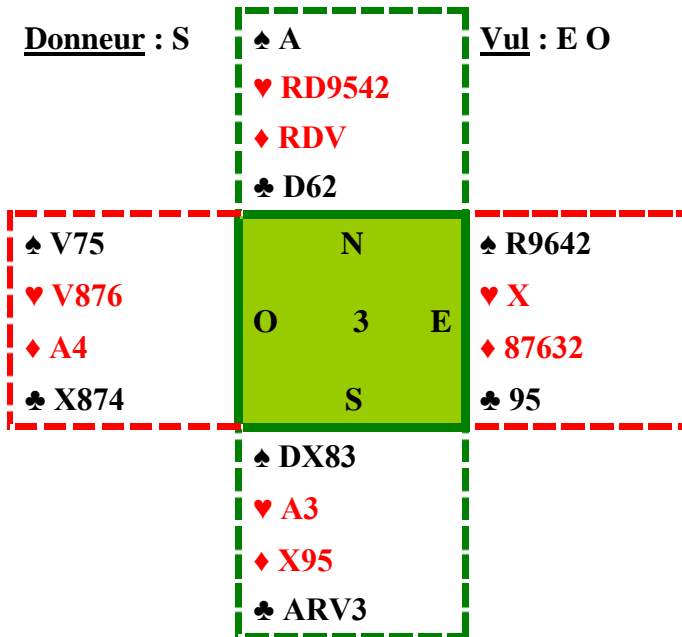 Donneur : S
♠ A
Vul : E O
♥ RD9542
♦ RDV
♣ D62
♠ V75
♥ V876
♦ A4
♣ X874
N
O 3 E
S
♠ R9642
♥ X
♦ 87632
♣ 95
♠ DX83
♥ A3
♦ X95
♣ ARV3